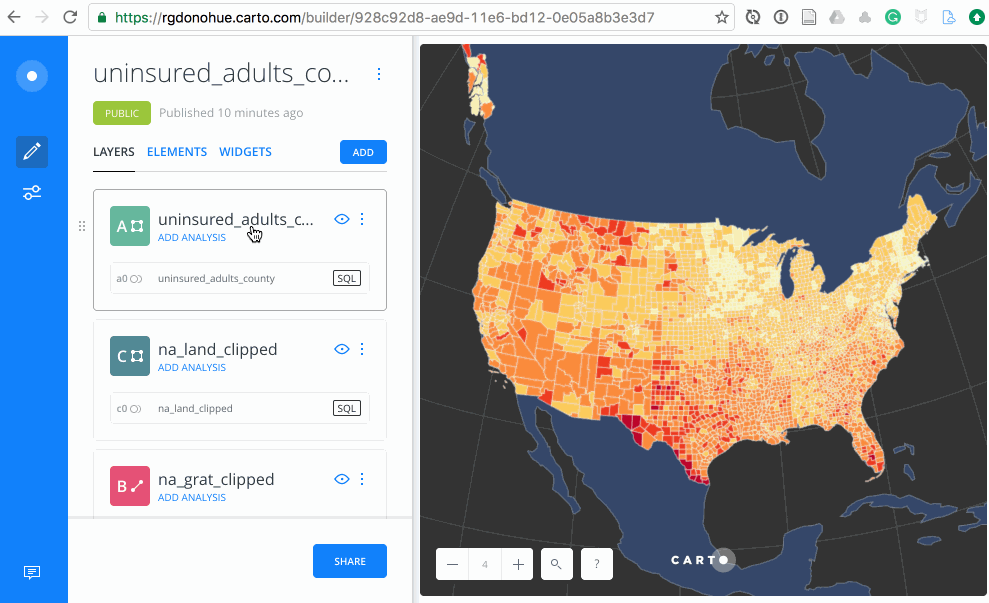 https://rgdonohue.carto.com/builder/928c92d8-ae9d-11e6-bd12-0e05a8b3e3d7
uninsured_adults_co...
PUBLIC Published 10 minutes ago
LAYERS ELEMENTS WIDGETS ADD
A uninsured_adults_c...
ADD ANALYSIS
a0 uninsured_adults_county SQL
C na_land_clipped
ADD ANALYSIS
c0 na_land_clipped SQL
B na_grat_clipped
ADD ANALYSIS
SHARE
4 ?
CARTO